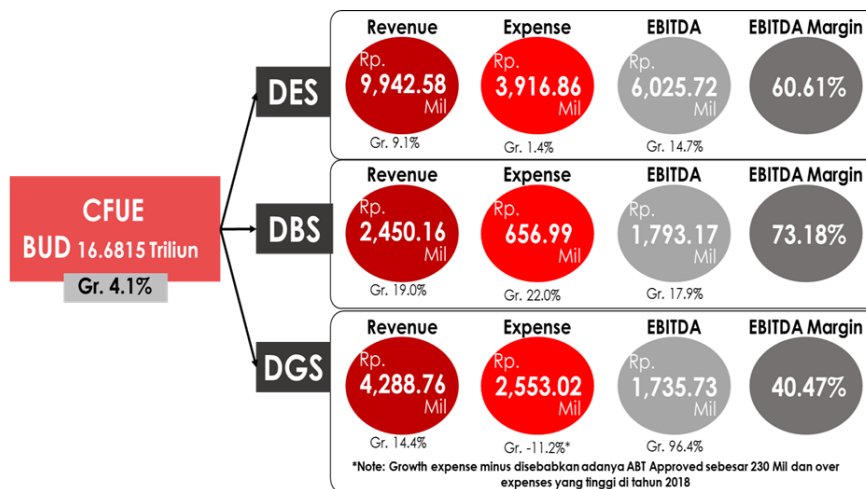 CFUE
BUD 16.6815 Triliun
Gr. 4.1%
DES
Revenue
Rp.
9,942.58
Mil
Gr. 9.1%
Expense
Rp.
3,916.86
Mil
Gr. 1.4%
EBITDA
Rp.
6,025.72
Mil
Gr. 14.7%
EBITDA Margin
60.61%
DBS
Revenue
Rp.
2,450.16
Mil
Gr. 19.0%
Expense
Rp.
656.99
Mil
Gr. 22.0%
EBITDA
Rp.
1,793.17
Mil
Gr. 17.9%
EBITDA Margin
73.18%
DGS
Revenue
Rp.
4,288.76
Mil
Gr. 14.4%
Expense
Rp.
2,553.02
Mil
Gr. -11.2%*
EBITDA
Rp.
1,735.73
Mil
Gr. 96.4%
EBITDA Margin
40.47%
*Note: Growth expense minus disebabkan adanya ABT Approved sebesar 230 Mil dan over
expenses yang tinggi di tahun 2018